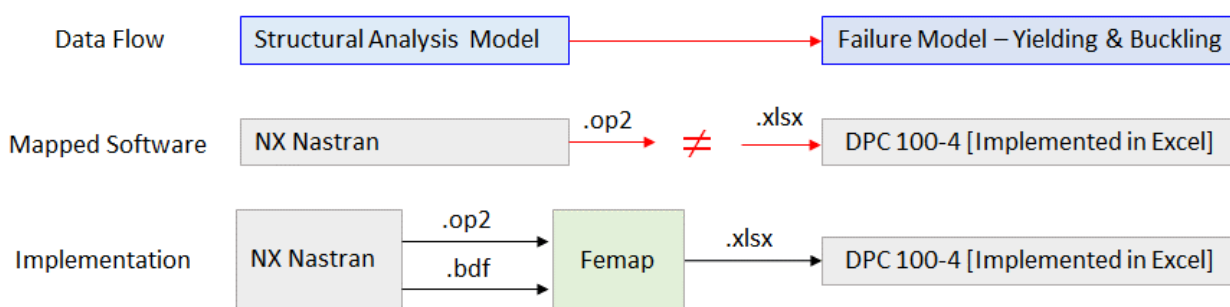 Data Flow
Structural Analysis Model
Failure Model – Yielding & Buckling
Mapped Software
NX Nastran
.op2
≠
.xlsx
DPC 100-4 [Implemented in Excel]
Implementation
NX Nastran
.op2
.bdf
Femap
.xlsx
DPC 100-4 [Implemented in Excel]